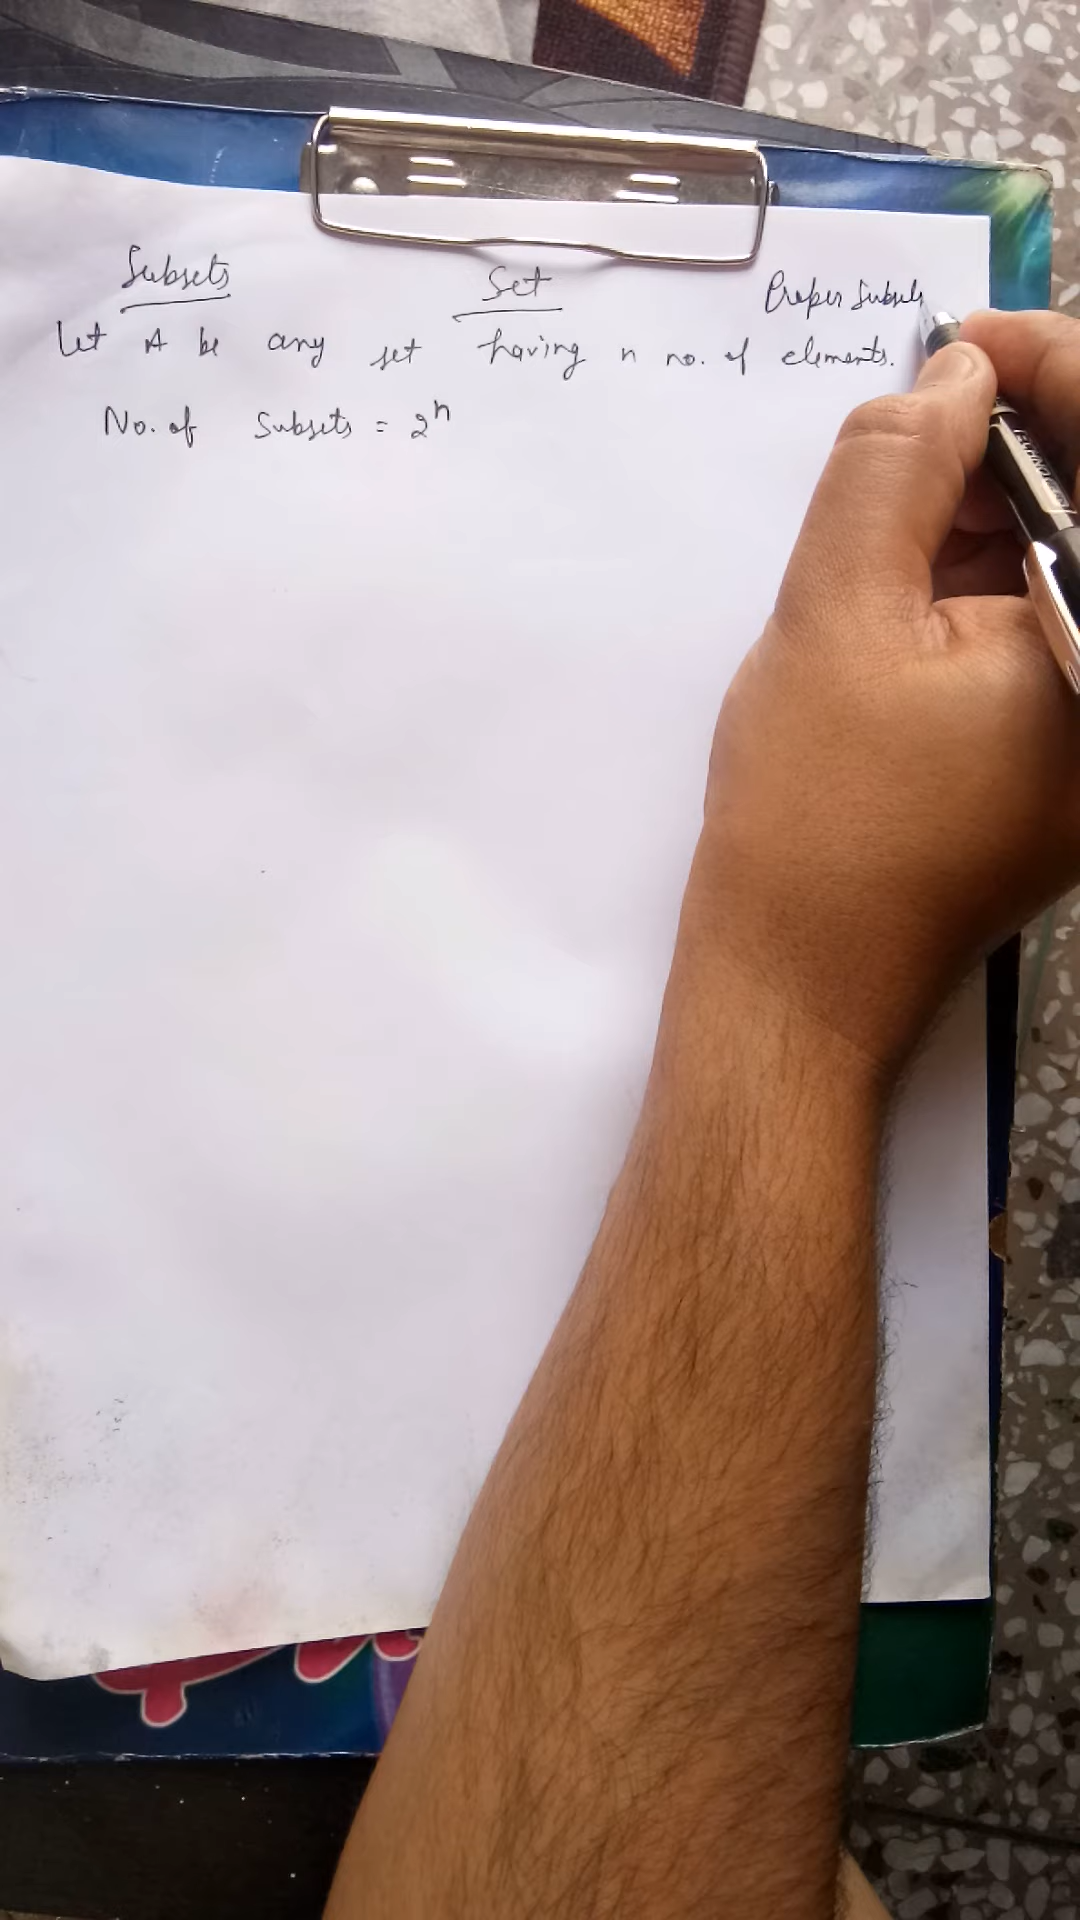 Subsets Set Proper Subsets
Let A be any set having n no. of elements.
No. of Subsets = 2ⁿ